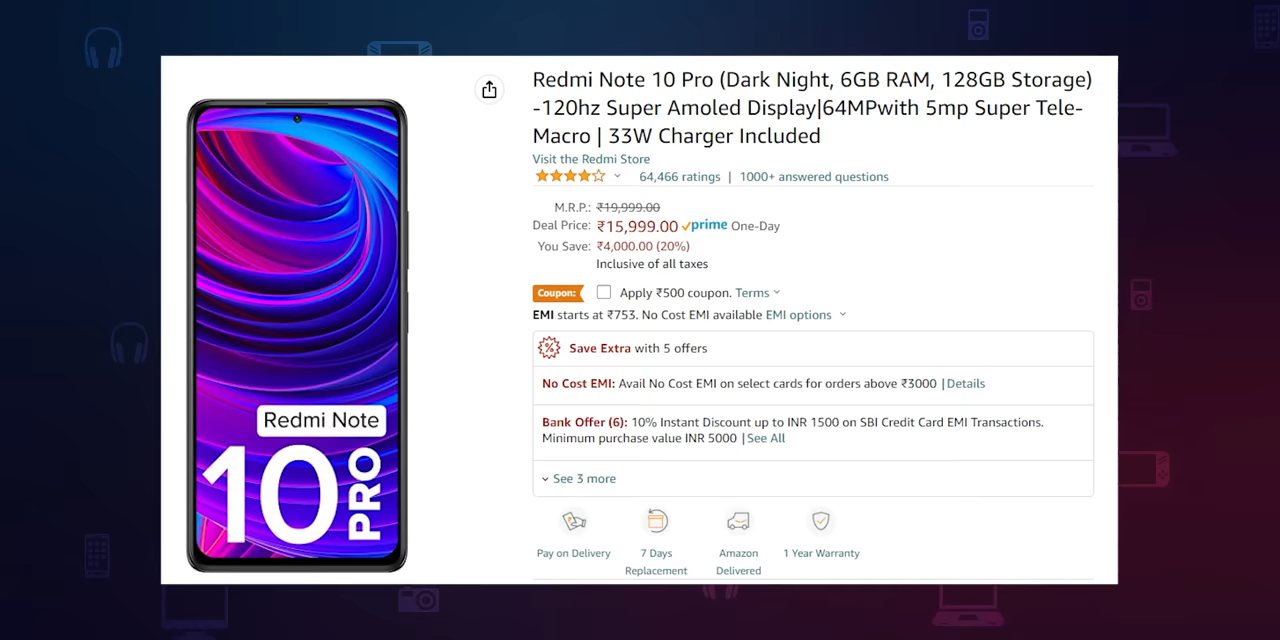 Redmi Note 10 Pro (Dark Night, 6GB RAM, 128GB Storage)
-120hz Super Amoled Display|64MPwith 5mp Super Tele-
Macro | 33W Charger Included
Visit the Redmi Store
64,466 ratings | 1000+ answered questions
M.R.P.: ₹19,999.00
Deal Price: ₹15,999.00 prime One-Day
You Save: ₹4,000.00 (20%)
Inclusive of all taxes
Coupon: Apply ₹500 coupon. Terms
EMI starts at ₹753. No Cost EMI available EMI options
Save Extra with 5 offers
No Cost EMI: Avail No Cost EMI on select cards for orders above ₹3000 | Details
Bank Offer (6): 10% Instant Discount up to INR 1500 on SBI Credit Card EMI Transactions.
Minimum purchase value INR 5000 | See All
See 3 more
Pay on Delivery
7 Days
Replacement
Amazon
Delivered
1 Year Warranty
Redmi Note
10 PRO